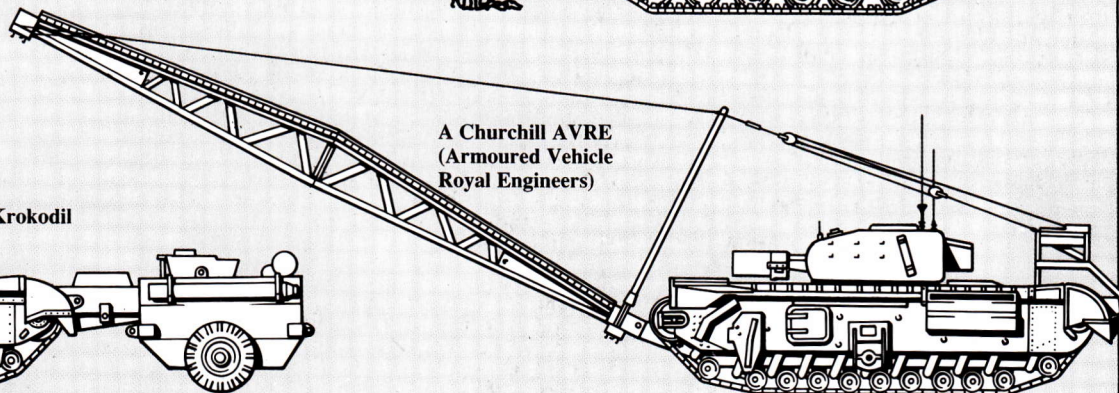 A Churchill AVRE
(Armoured Vehicle
Royal Engineers)
Krokodil